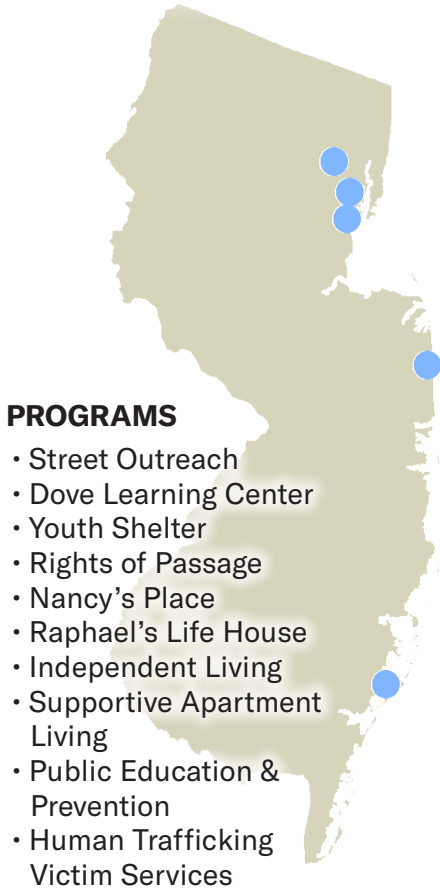 PROGRAMS
• Street Outreach
• Dove Learning Center
• Youth Shelter
• Rights of Passage
• Nancy’s Place
• Raphael’s Life House
• Independent Living
• Supportive Apartment
Living
• Public Education &
Prevention
• Human Trafficking
Victim Services